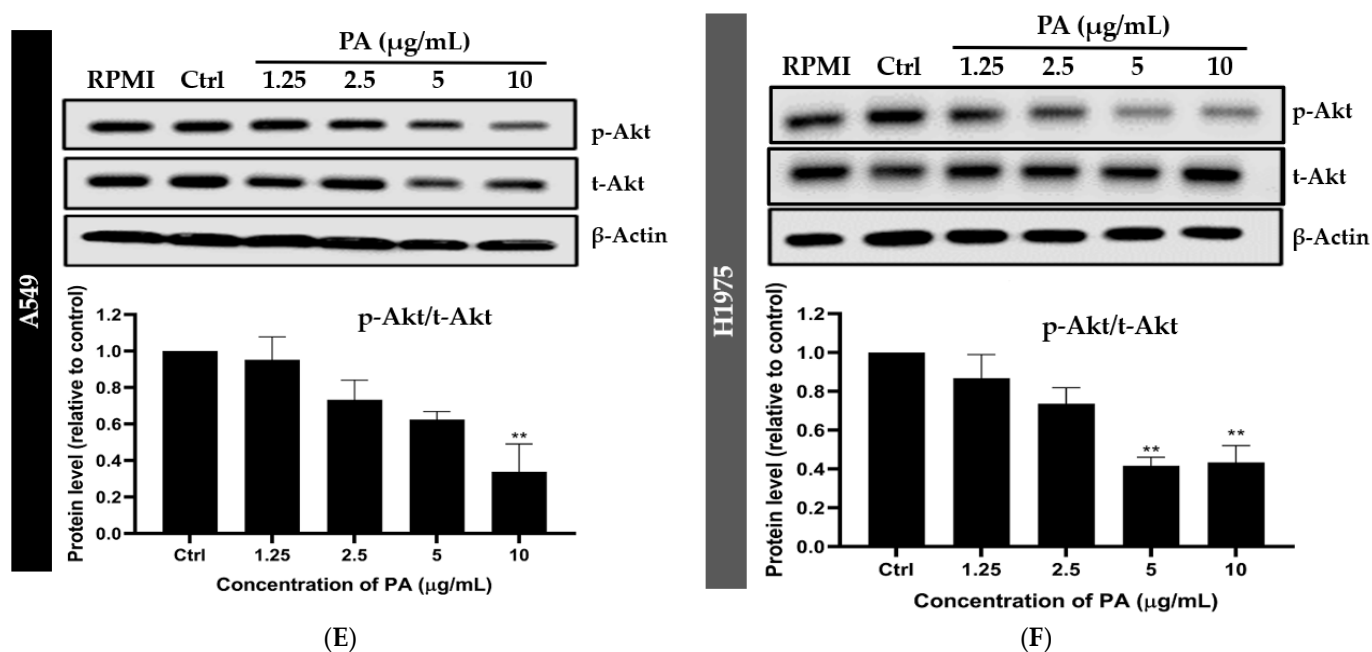 A549
PA (μg/mL)
RPMI Ctrl 1.25 2.5 5 10
p-Akt
t-Akt
β-Actin
p-Akt/t-Akt
Protein level (relative to control)
1.2
1.0
0.8
0.6
0.4
0.2
0.0
**
Ctrl 1.25 2.5 5 10
Concentration of PA (μg/mL)
(E)
H1975
PA (μg/mL)
RPMI Ctrl 1.25 2.5 5 10
p-Akt
t-Akt
β-Actin
p-Akt/t-Akt
Protein level (relative to control)
1.2
1.0
0.8
0.6
0.4
0.2
0.0
** **
Ctrl 1.25 2.5 5 10
Concentration of PA (μg/mL)
(F)